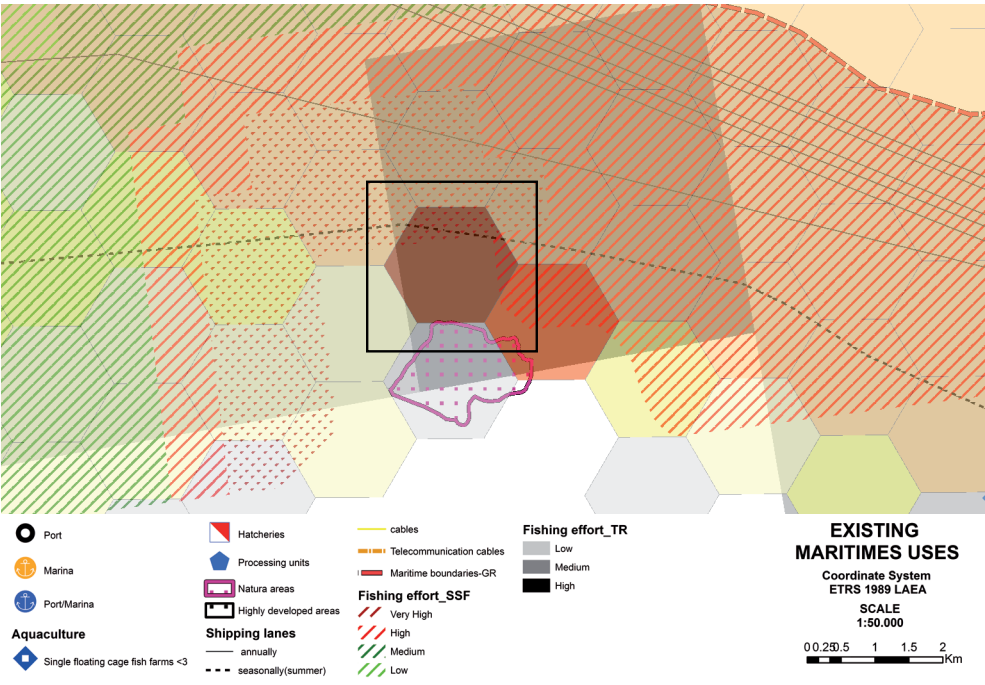 Port
Marina
Port/Marina
Aquaculture
Single floating cage fish farms <3
Hatcheries
Processing units
Natura areas
Highly developed areas
Shipping lanes
annually
seasonally(summer)
cables
Telecommunication cables
Maritime boundaries-GR
Fishing effort_SSF
Very High
High
Medium
Low
Fishing effort_TR
Low
Medium
High
EXISTING
MARITIMES USES
Coordinate System
ETRS 1989 LAEA
SCALE
1:50.000
0 0.250.5 1 1.5 2
Km